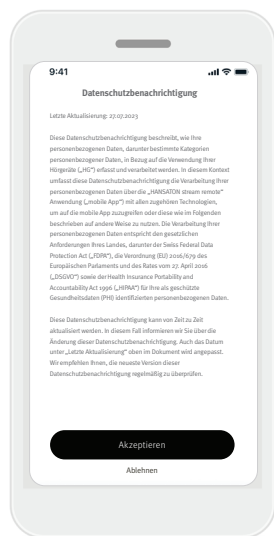 9:41
Datenschutzbenachrichtigung
Letzte Aktualisierung: 27.07.2023
Diese Datenschutzbenachrichtigung beschreibt, wie Ihre
personenbezogenen Daten, darunter bestimmte Kategorien
personenbezogener Daten, in Bezug auf die Verwendung Ihrer
Hörgeräte („HG“) erfasst und verarbeitet werden. In diesem Kontext
umfasst diese Datenschutzbenachrichtigung die Verarbeitung Ihrer
personenbezogenen Daten über die „HANSATON stream remote“
Anwendung („mobile App“) mit allen zugehörigen Technologien,
um auf die mobile App zuzugreifen oder diese wie im Folgenden
beschrieben auf andere Weise zu nutzen. Die Verarbeitung Ihrer
personenbezogenen Daten entspricht den gesetzlichen
Anforderungen Ihres Landes, darunter der Swiss Federal Data
Protection Act („FDPA“), die Verordnung (EU) 2016/679 des
Europäischen Parlaments und des Rates vom 27. April 2016
(„DSGVO“) sowie der Health Insurance Portability and
Accountability Act 1996 („HIPAA“) für Ihre als geschützte
Gesundheitsdaten (PHI) identifizierten personenbezogenen Daten.
Diese Datenschutzbenachrichtigung kann von Zeit zu Zeit
aktualisiert werden. In diesem Fall informieren wir Sie über die
Änderung dieser Datenschutzbenachrichtigung. Auch das Datum
unter „Letzte Aktualisierung“ oben im Dokument wird angepasst.
Wir empfehlen Ihnen, die neueste Version dieser
Datenschutzbenachrichtigung regelmäßig zu überprüfen.
Akzeptieren
Ablehnen